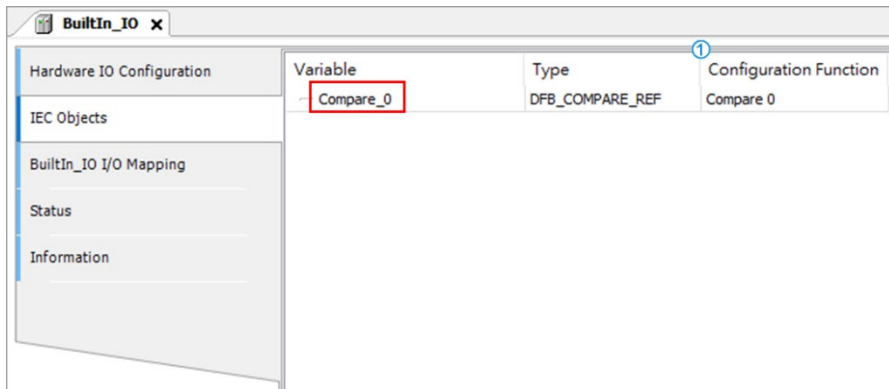 BuiltIn_IO x
Hardware IO Configuration
IEC Objects
BuiltIn_IO I/O Mapping
Status
Information
1
Variable Type Configuration Function
Compare_0 DFB_COMPARE_REF Compare 0